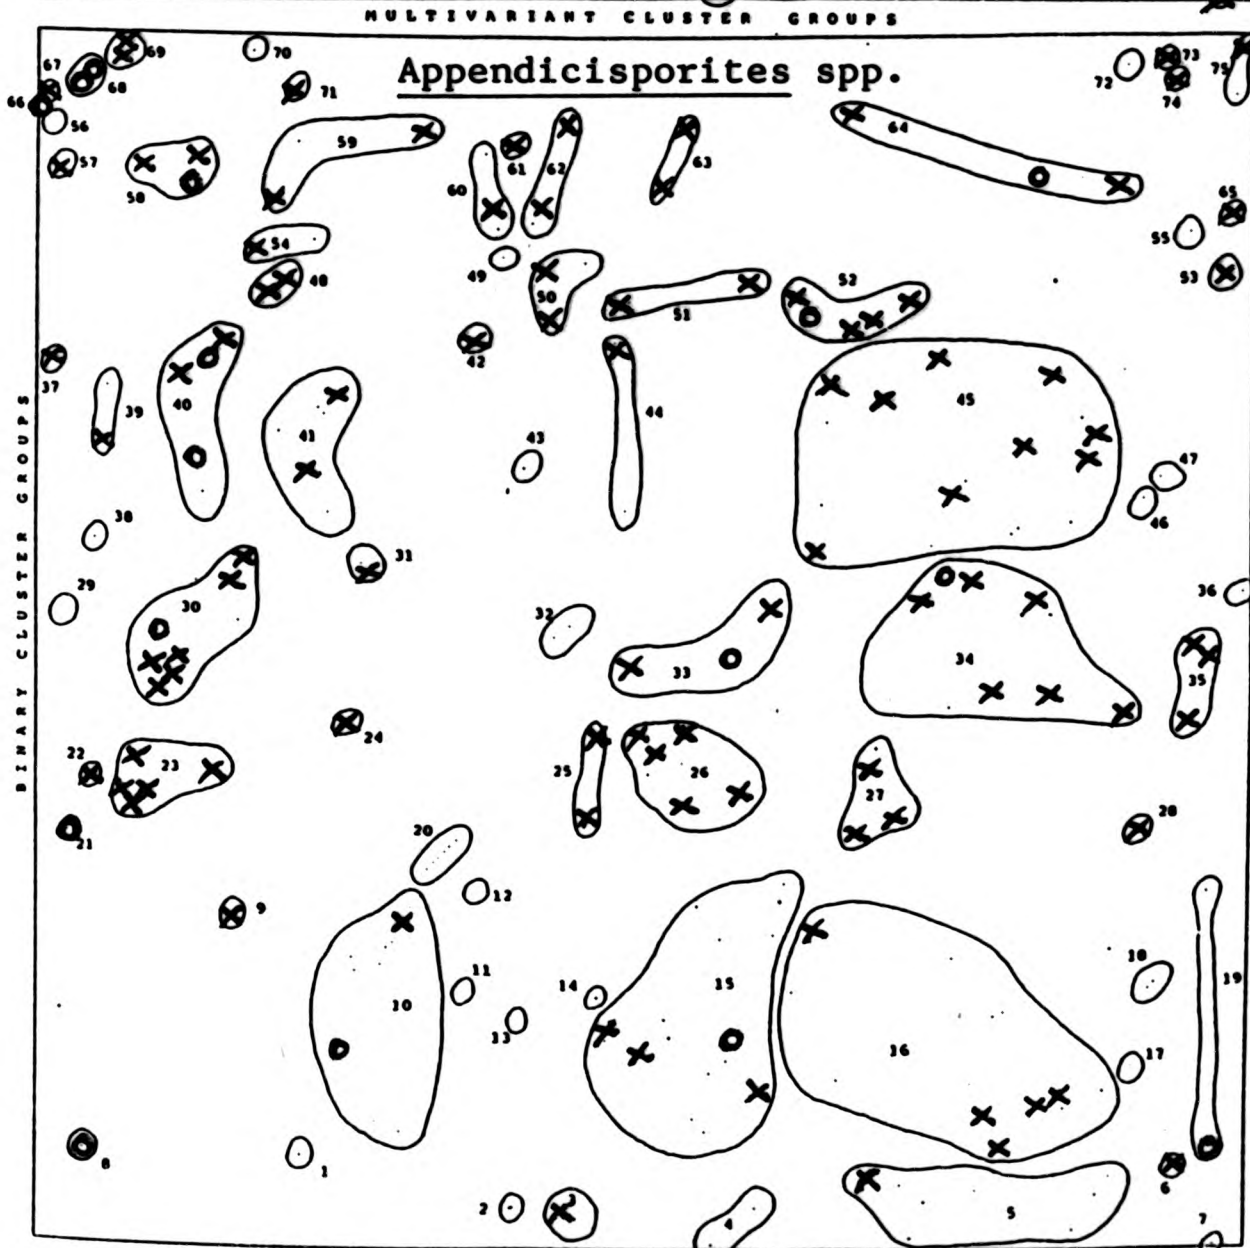 MULTIVARIANT CLUSTER GROUPS
Appendicisporites spp.
BINARY CLUSTER GROUPS
69 70 67 68 71 72 73 74 75
66 56 57 58 59 60 61 62 63 64
65 55 53 54 48 49 50 51 52
37 39 40 41 42 43 44 45 47 46
38 31 29 30 32 33 34 35 36
22 23 24 25 26 27 28 21
20 12 9 10 11 13 14 15 16 17 18 19
8 1 2 3 4 5 6 7